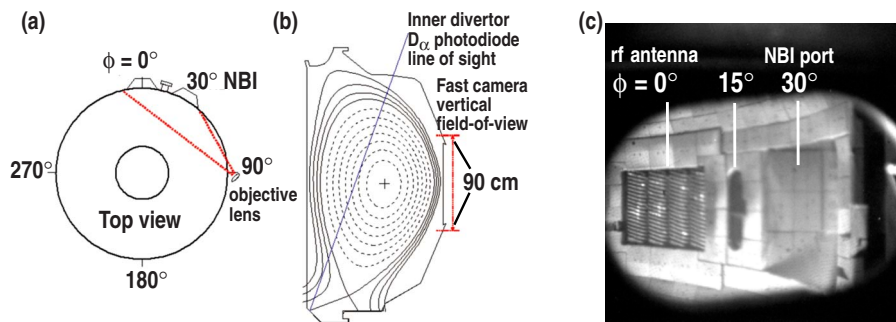 (a)
ϕ = 0°
30° NBI
270°
90°
objective
lens
Top view
180°
(b)
Inner divertor
Dα photodiode
line of sight
Fast camera
vertical
field-of-view
90 cm
(c)
rf antenna
ϕ = 0°
15°
NBI port
30°